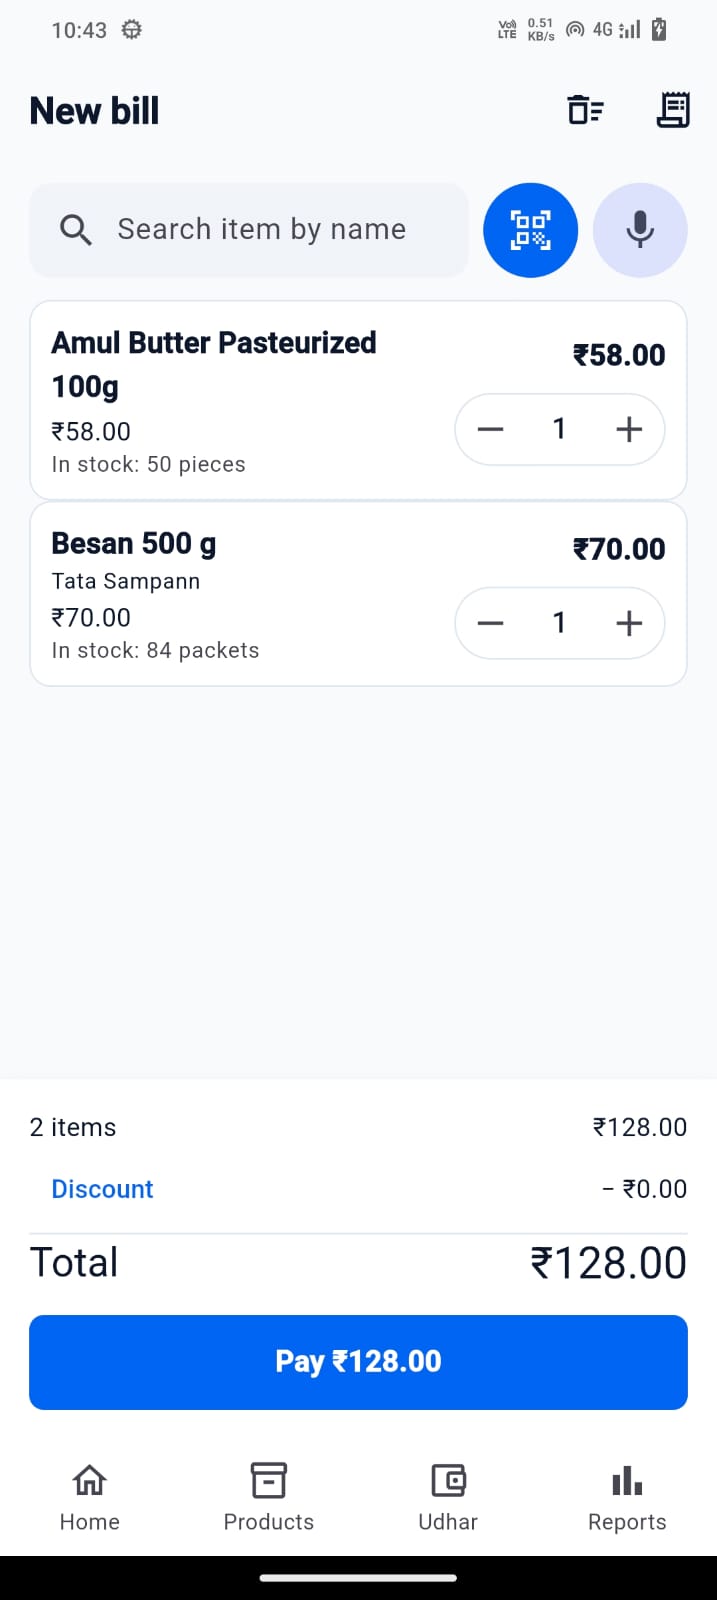 10:43
Vo)) LTE 0.51 KB/s 4G
New bill
Search item by name
Amul Butter Pasteurized
100g
₹58.00
₹58.00
In stock: 50 pieces
1
Besan 500 g
₹70.00
Tata Sampann
₹70.00
In stock: 84 packets
1
2 items ₹128.00
Discount − ₹0.00
Total ₹128.00
Pay ₹128.00
Home Products Udhar Reports